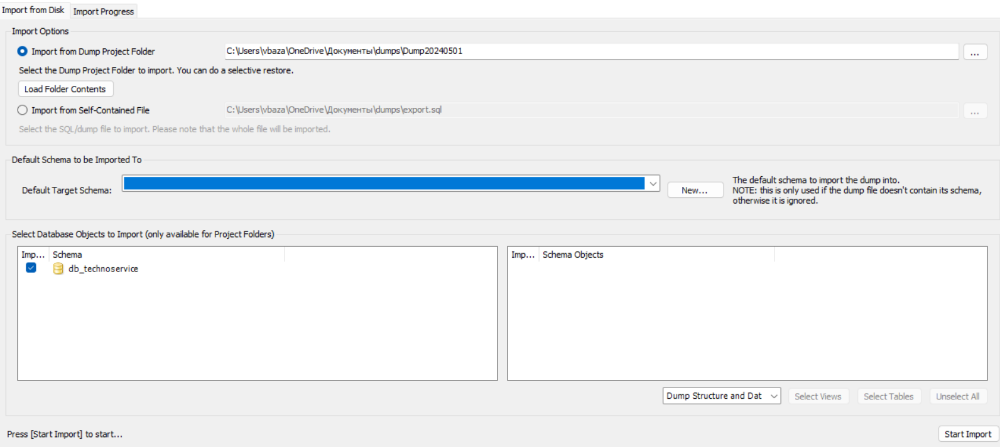 Import from Disk
Import Progress
Import Options
Import from Dump Project Folder
C:\Users\vbaza\OneDrive\Документы\dumps\Dump20240501
...
Select the Dump Project Folder to import. You can do a selective restore.
Load Folder Contents
Import from Self-Contained File
C:\Users\vbaza\OneDrive\Документы\dumps\export.sql
...
Select the SQL/dump file to import. Please note that the whole file will be imported.
Default Schema to be Imported To
Default Target Schema:
New...
The default schema to import the dump into.
NOTE: this is only used if the dump file doesn't contain its schema,
otherwise it is ignored.
Select Database Objects to Import (only available for Project Folders)
Imp... Schema
db_technoservice
Imp... Schema Objects
Dump Structure and Dat
Select Views
Select Tables
Unselect All
Press [Start Import] to start...
Start Import